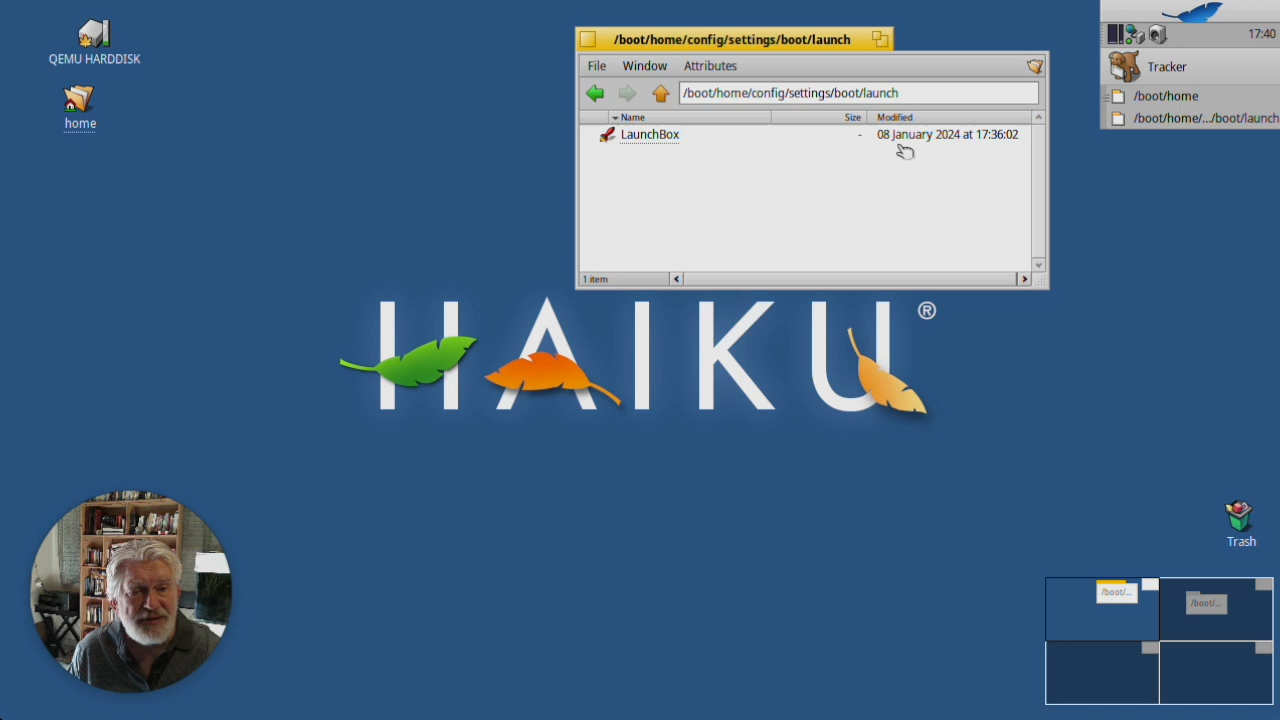 QEMU HARDDISK
home
/boot/home/config/settings/boot/launch
File Window Attributes
/boot/home/config/settings/boot/launch
Name Size Modified
LaunchBox - 08 January 2024 at 17:36:02
1 item
17:40
Tracker
/boot/home
/boot/home/.../boot/launch
HAIKU®
Trash
/boot/...
/boot/...